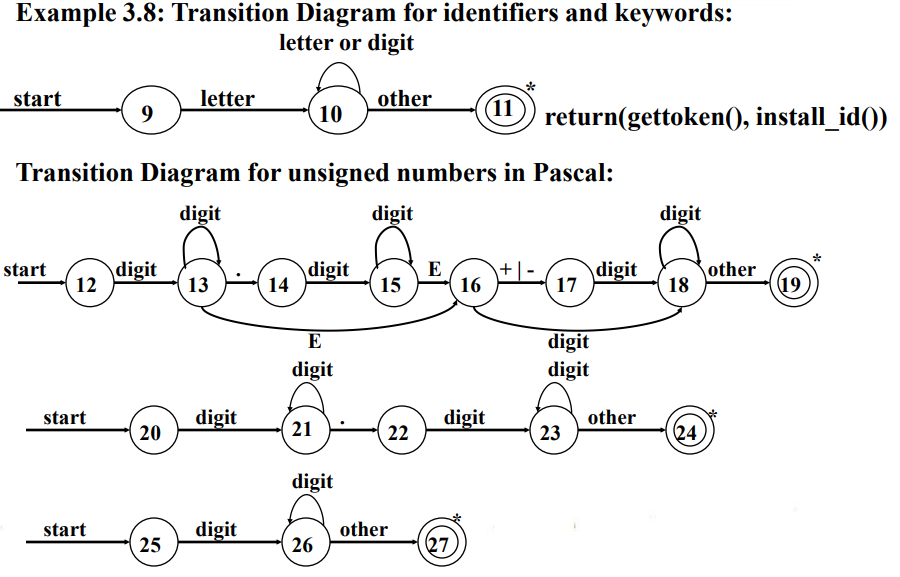 Example 3.8: Transition Diagram for identifiers and keywords:
letter or digit
start 9 letter 10 other 11 *
return(gettoken(), install_id())
Transition Diagram for unsigned numbers in Pascal:
digit digit digit
start 12 digit 13 . 14 digit 15 E 16 +|- 17 digit 18 other 19 *
E digit
digit digit
start 20 digit 21 . 22 digit 23 other 24 *
digit
start 25 digit 26 other 27 *